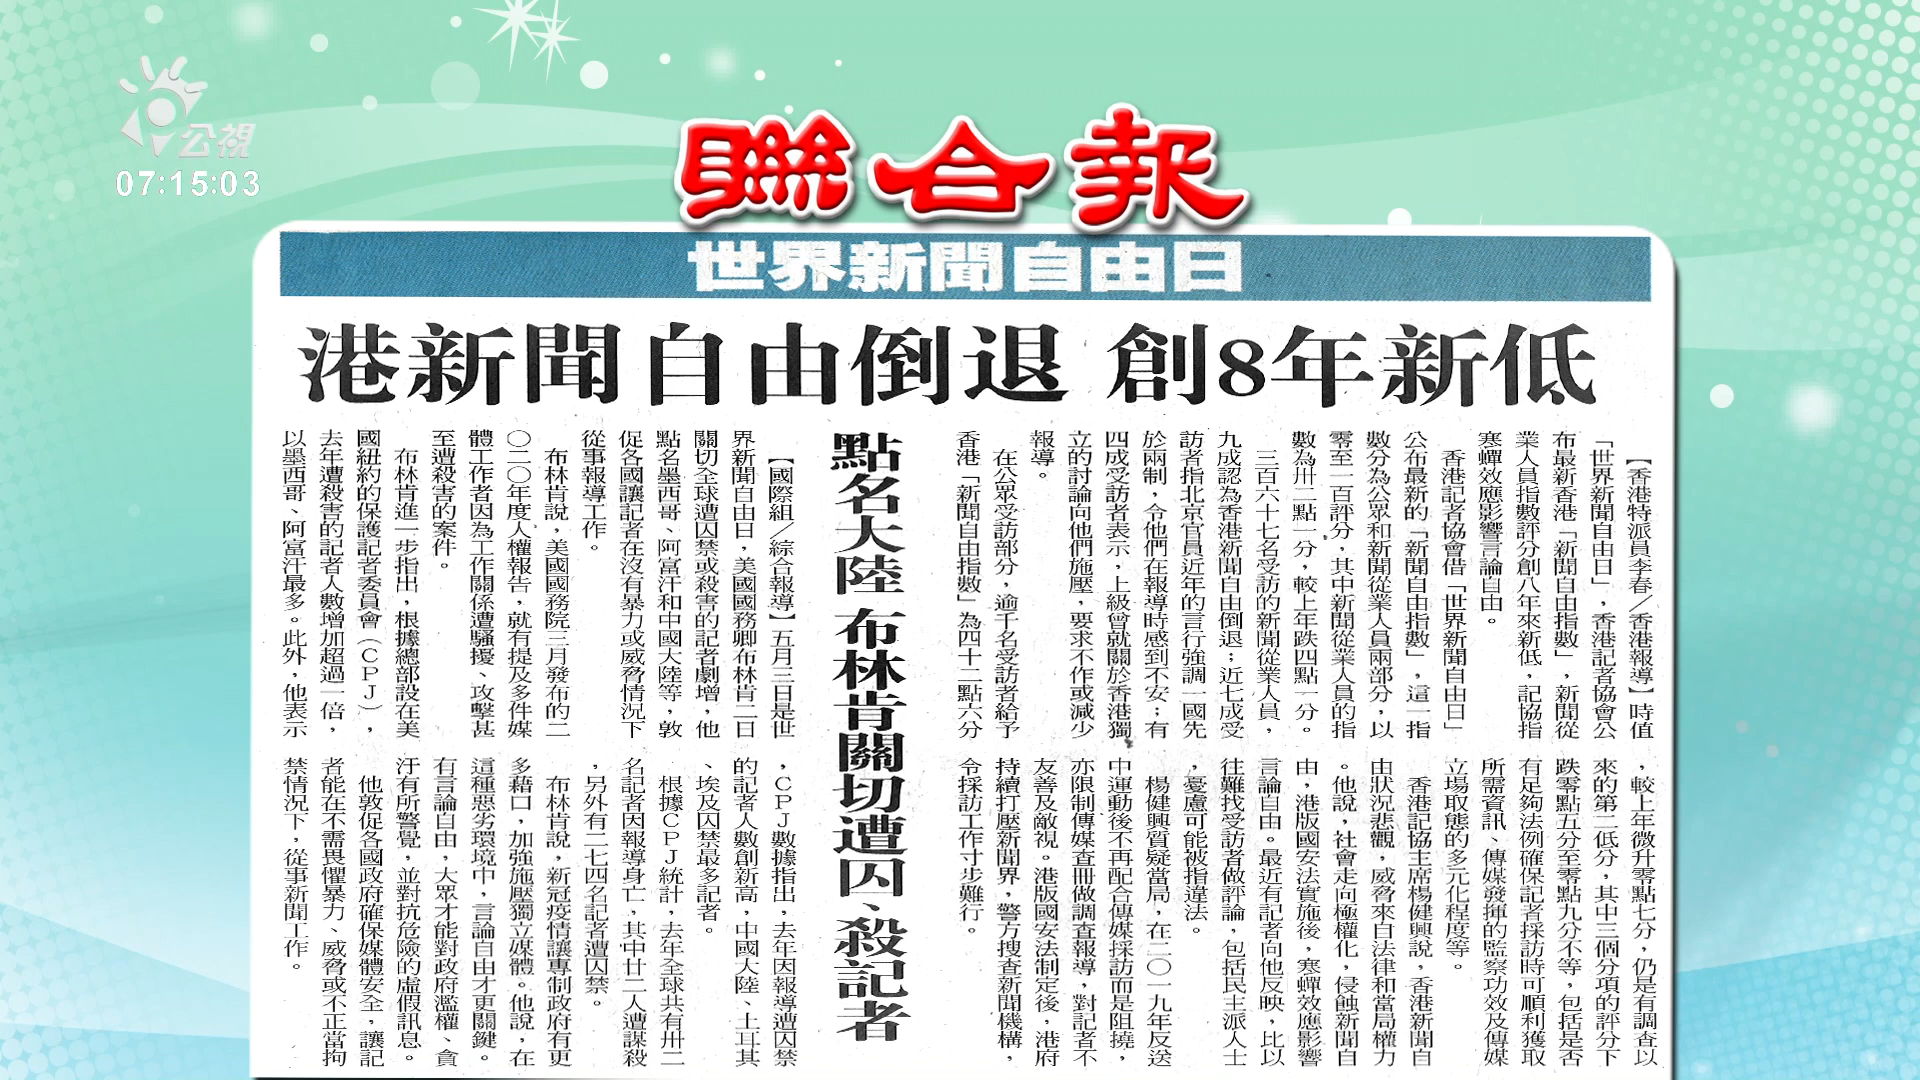 公視
07:15:03
聯合報
世界新聞自由日
港新聞自由倒退 創8年新低
【香港特派員李春／香港報導】時值
「世界新聞自由日」，香港記者協會公
布最新香港「新聞自由指數」，新聞從
業人員指數評分創八年來新低，記協指
寒蟬效應影響言論自由。
香港記者協會借「世界新聞自由日」
公布最新的「新聞自由指數」，這一指
數分為公眾和新聞從業人員兩部分，以
零至一百評分，其中新聞從業人員的指
數為卅二點一分，較上年跌四點一分。
三百六十七名受訪的新聞從業人員，
九成認為香港新聞自由倒退；近七成受
訪者指北京官員近年的言行強調一國先
於兩制，令他們在報導時感到不安；有
四成受訪者表示，上級曾就關於香港獨
立的討論向他們施壓，要求不作或減少
報導。
在公眾受訪部分，逾千名受訪者給予
香港「新聞自由指數」為四十二點六分
，較上年微升零點七分，仍是有調查以
來的第二低分，其中三個分項的評分下
跌零點五分至零點九分不等，包括是否
有足夠法例確保記者採訪時可順利獲取
所需資訊、傳媒發揮的監察功效及傳媒
立場取態的多元化程度等。
香港記協主席楊健興說，香港新聞自
由狀況悲觀，威脅來自法律和當局權力
。他說，社會走向極權化，侵蝕新聞自
由，港版國安法實施後，寒蟬效應影響
言論自由。最近有記者向他反映，比以
往難找受訪者做評論，包括民主派人士
，憂慮可能被指違法。
楊健興質疑當局，在二〇一九年反送
中運動後不再配合傳媒採訪而是阻撓，
亦限制傳媒查冊做調查報導，對記者不
友善及敵視。港版國安法制定後，港府
持續打壓新聞界，警方搜查新聞機構，
令採訪工作寸步難行。
點名大陸 布林肯關切遭囚、殺記者
【國際組／綜合報導】五月三日是世
界新聞自由日，美國國務卿布林肯二日
關切全球遭囚禁或殺害的記者劇增，他
點名墨西哥、阿富汗和中國大陸等，敦
促各國讓記者在沒有暴力或威脅情況下
從事報導工作。
布林肯說，美國國務院三月發布的二
〇二〇年度人權報告，就有提及多件媒
體工作者因為工作關係遭騷擾、攻擊甚
至遭殺害的案件。
布林肯進一步指出，根據總部設在美
國紐約的保護記者委員會（CPJ），
去年遭殺害的記者人數增加超過一倍，
以墨西哥、阿富汗最多。此外，他表示
，CPJ數據指出，去年因報導遭囚禁
的記者人數創新高，中國大陸、土耳其
、埃及囚禁最多記者。
根據CPJ統計，去年全球共有卅二
名記者因報導身亡，其中廿二人遭謀殺
，另外有二七四名記者遭囚禁。
布林肯說，新冠疫情讓專制政府有更
多藉口，加強施壓獨立媒體。他說，在
這種惡劣環境中，言論自由才更關鍵。
有言論自由，大眾才能對政府濫權、貪
汙有所警覺，並對抗危險的虛假訊息。
他敦促各國政府確保媒體安全，讓記
者能在不需畏懼暴力、威脅或不正當拘
禁情況下，從事新聞工作。